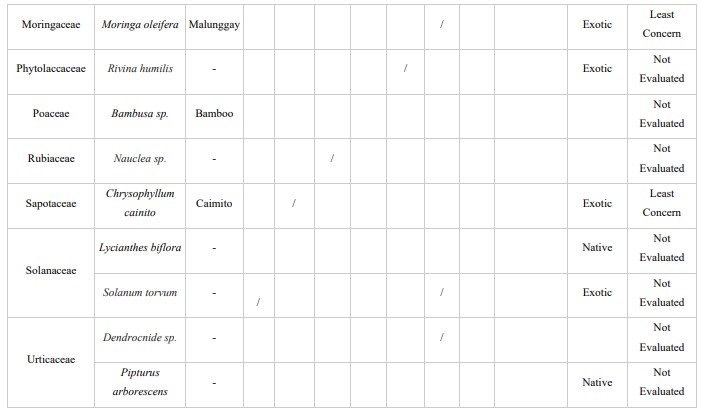 Moringaceae Moringa oleifera Malunggay / Exotic Least Concern
Phytolaccaceae Rivina humilis - / Exotic Not Evaluated
Poaceae Bambusa sp. Bamboo Not Evaluated
Rubiaceae Nauclea sp. - / Not Evaluated
Sapotaceae Chrysophyllum cainito Caimito / Exotic Least Concern
Solanaceae Lycianthes biflora - Native Not Evaluated
Solanum torvum - / / Exotic Not Evaluated
Urticaceae Dendrocnide sp. - / Not Evaluated
Pipturus arborescens - Native Not Evaluated